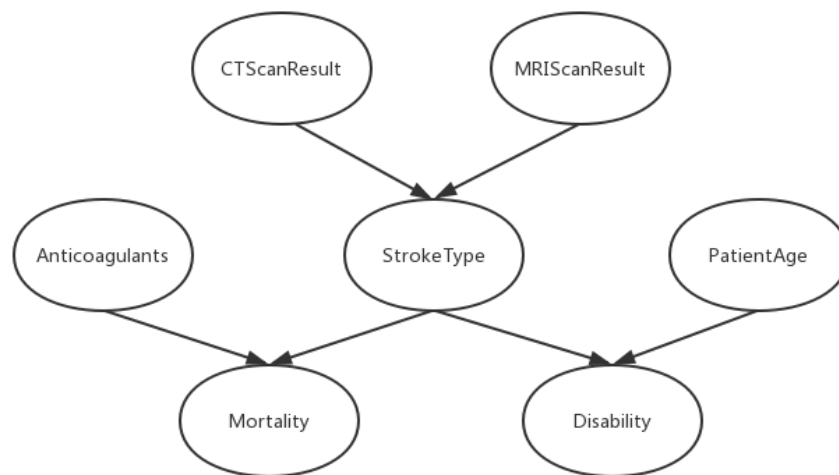 CTScanResult
MRIScanResult
Anticoagulants
StrokeType
PatientAge
Mortality
Disability